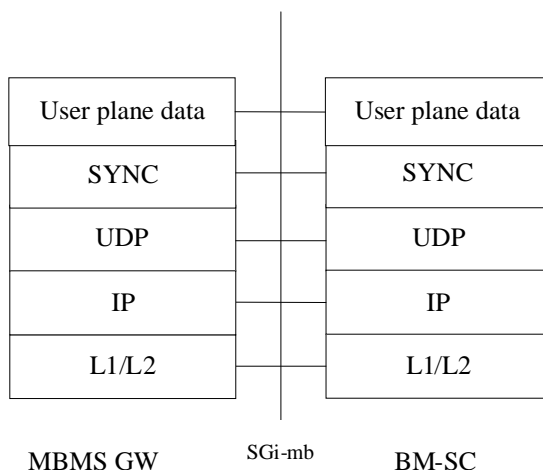 User plane data User plane data
SYNC SYNC
UDP UDP
IP IP
L1/L2 L1/L2
MBMS GW SGi-mb BM-SC